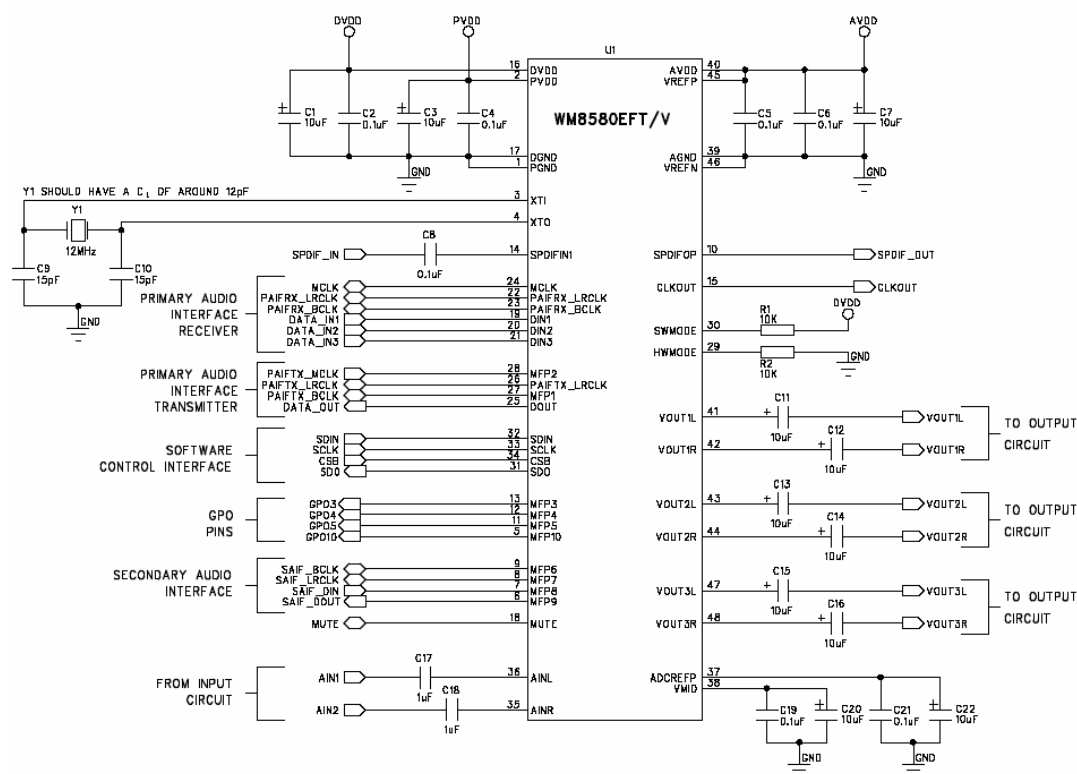 DVDD
PVDD
AVDD
U1
WM8580EFT/V
C1
10uF
C2
0.1uF
C3
10uF
C4
0.1uF
16 DVDD
2 PVDD
17 DGND
1 PGND
GND
AVDD 40
VREFP 45
AGND 39
VREFN 46
C5
0.1uF
C6
0.1uF
C7
10uF
GND
Y1 SHOULD HAVE A CL OF AROUND 12pF
Y1
12MHz
C9
15pF
C10
15pF
GND
3 XTI
4 XTO
SPDIF_IN
C8
0.1uF
14 SPDIFIN1
PRIMARY AUDIO
INTERFACE
RECEIVER
MCLK 24 MCLK
PAIFRX_LRCLK 22 PAIFRX_LRCLK
PAIFRX_BCLK 23 PAIFRX_BCLK
DATA_IN1 19 DIN1
DATA_IN2 20 DIN2
DATA_IN3 21 DIN3
PRIMARY AUDIO
INTERFACE
TRANSMITTER
PAIFTX_MCLK 28 MFP2
PAIFTX_LRCLK 26 PAIFTX_LRCLK
PAIFTX_BCLK 27 MFP1
DATA_OUT 25 DOUT
SOFTWARE
CONTROL INTERFACE
SDIN 32 SDIN
SCLK 33 SCLK
CSB 34 CSB
SDO 31 SDO
GPO
PINS
GPO3 13 MFP3
GPO4 12 MFP4
GPO5 11 MFP5
GPO10 5 MFP10
SECONDARY AUDIO
INTERFACE
SAIF_BCLK 9 MFP6
SAIF_LRCLK 8 MFP7
SAIF_DIN 7 MFP8
SAIF_DOUT 6 MFP9
MUTE 18 MUTE
FROM INPUT
CIRCUIT
AIN1
C17
1uF
36 AINL
AIN2
C18
1uF
35 AINR
SPDIFOP 10 SPDIF_OUT
CLKOUT 15 CLKOUT
SWMODE 30
R1
10K
DVDD
HWMODE 29
R2
10K
GND
VOUT1L 41
C11
10uF
VOUT1L
VOUT1R 42
C12
10uF
VOUT1R
TO OUTPUT
CIRCUIT
VOUT2L 43
C13
10uF
VOUT2L
VOUT2R 44
C14
10uF
VOUT2R
TO OUTPUT
CIRCUIT
VOUT3L 47
C15
10uF
VOUT3L
VOUT3R 48
C16
10uF
VOUT3R
TO OUTPUT
CIRCUIT
ADCREFP 37
VMID 38
C19
0.1uF
C20
10uF
C21
0.1uF
C22
10uF
GND
GND